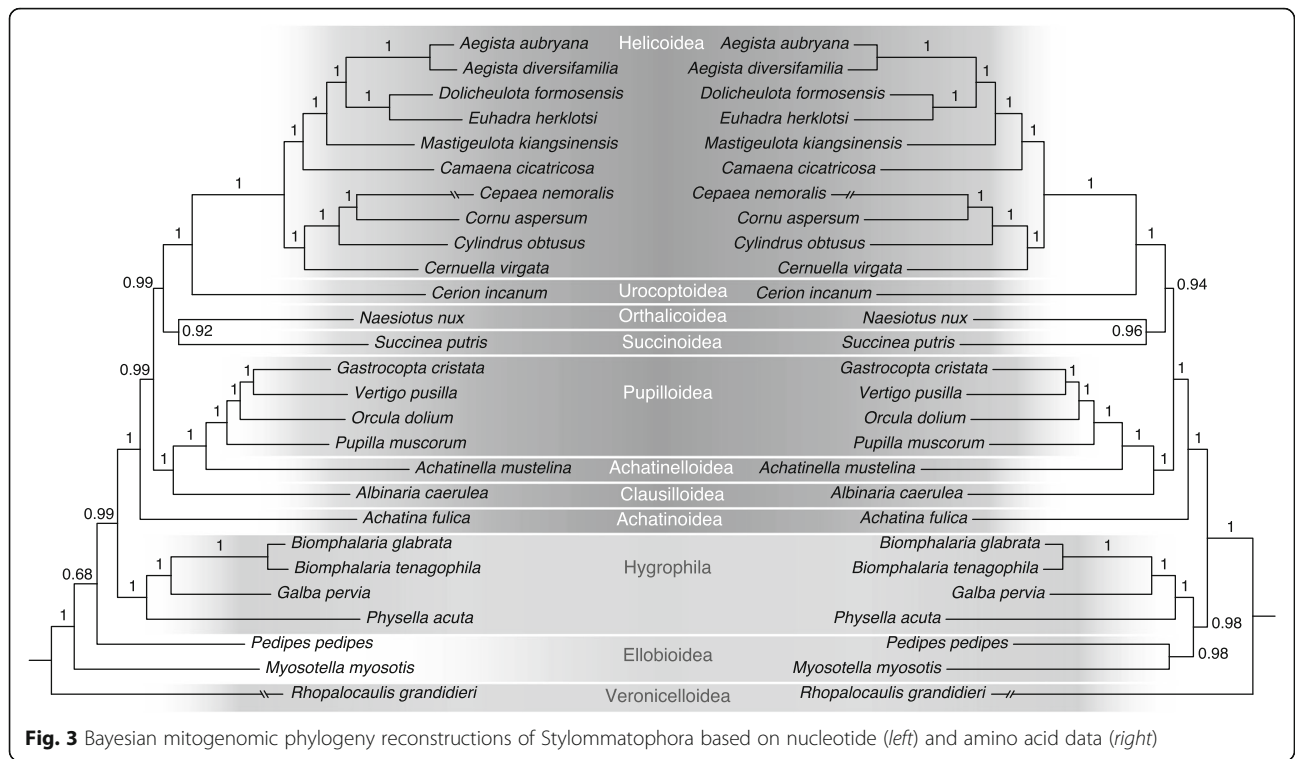 Aegista aubryana Helicoidea Aegista aubryana
1 1
Aegista diversifamilia Aegista diversifamilia
1 1
Dolicheulota formosensis Dolicheulota formosensis
1 1
1 1
Euhadra herklotsi Euhadra herklotsi
1 1
Mastigeulota kiangsinensis Mastigeulota kiangsinensis
Camaena cicatricosa Camaena cicatricosa
1 1
Cepaea nemoralis Cepaea nemoralis
1 1
Cornu aspersum Cornu aspersum
1 1
1 1
Cylindrus obtusus Cylindrus obtusus
1 1
Cernuella virgata Cernuella virgata
0.99 0.94
Cerion incanum Urocoptoidea Cerion incanum
Naesiotus nux Orthalicoidea Naesiotus nux
0.92 0.96
Succinea putris Succinoidea Succinea putris
Gastrocopta cristata Gastrocopta cristata
0.99 1 1 1
Vertigo pusilla Pupilloidea Vertigo pusilla
1 1
Orcula dolium Orcula dolium
1 1
Pupilla muscorum Pupilla muscorum
1 1 1 1
Achatinella mustelina Achatinelloidea Achatinella mustelina
1 1
Albinaria caerulea Clausilloidea Albinaria caerulea
0.99
Achatina fulica Achatinoidea Achatina fulica
1
Biomphalaria glabrata Biomphalaria glabrata
1 1
Biomphalaria tenagophila Hygrophila Biomphalaria tenagophila
0.68 1 1
Galba pervia Galba pervia
1 1
Physella acuta Physella acuta
1 0.98
Pedipes pedipes Pedipes pedipes
Ellobioidea 0.98
Myosotella myosotis Myosotella myosotis
Rhopalocaulis grandidieri Veronicelloidea Rhopalocaulis grandidieri
Fig. 3 Bayesian mitogenomic phylogeny reconstructions of Stylommatophora based on nucleotide (left) and amino acid data (right)